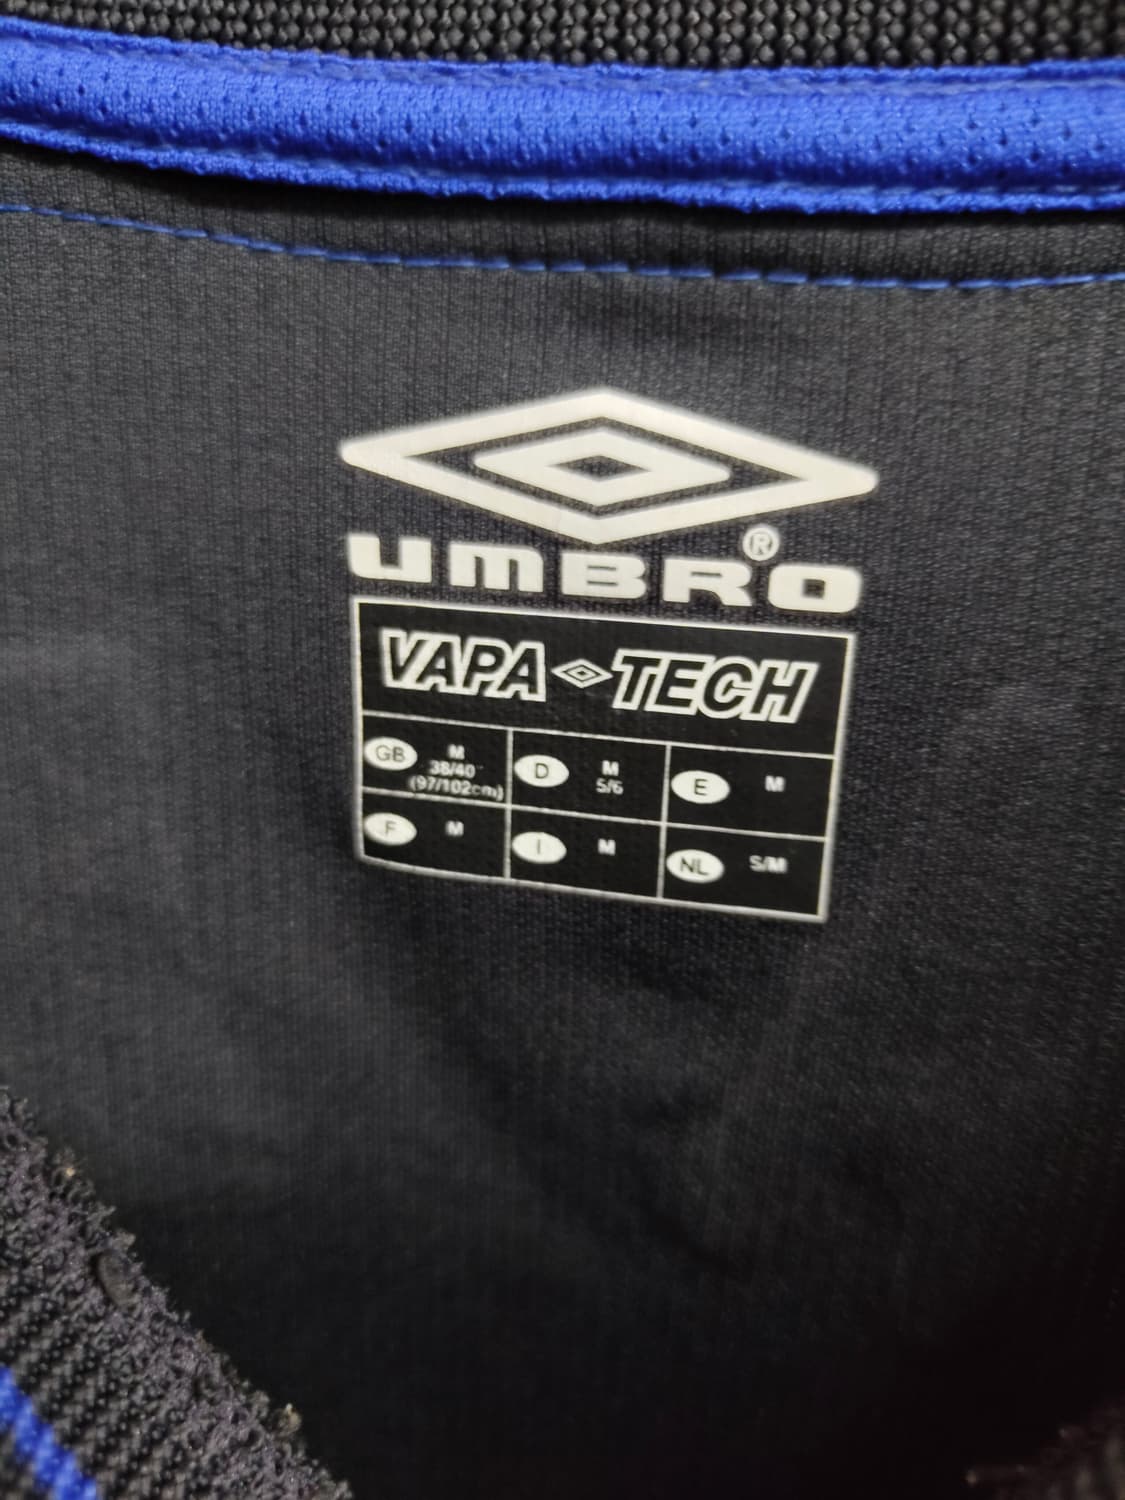 UMBRO®
VAPA TECH
GB M 38/40" (97/102cm)
D M 5/6
E M
F M
I M
NL S/M